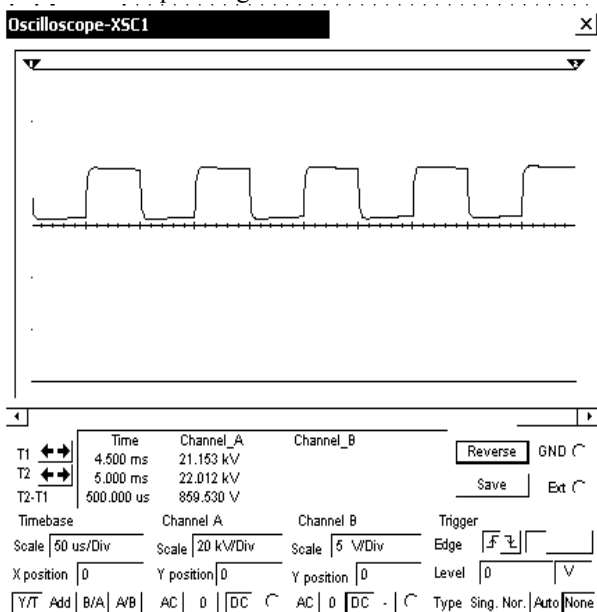 Oscilloscope-XSC1 X
1 2
Time Channel_A Channel_B
T1 4.500 ms 21.153 kV
T2 5.000 ms 22.012 kV
T2-T1 500.000 us 859.530 V
Reverse GND
Save Ext
Timebase Channel A Channel B Trigger
Scale 50 us/Div Scale 20 kV/Div Scale 5 V/Div Edge
X position 0 Y position 0 Y position 0 Level 0 V
Y/T Add B/A A/B AC 0 DC AC 0 DC - Type Sing. Nor. Auto None